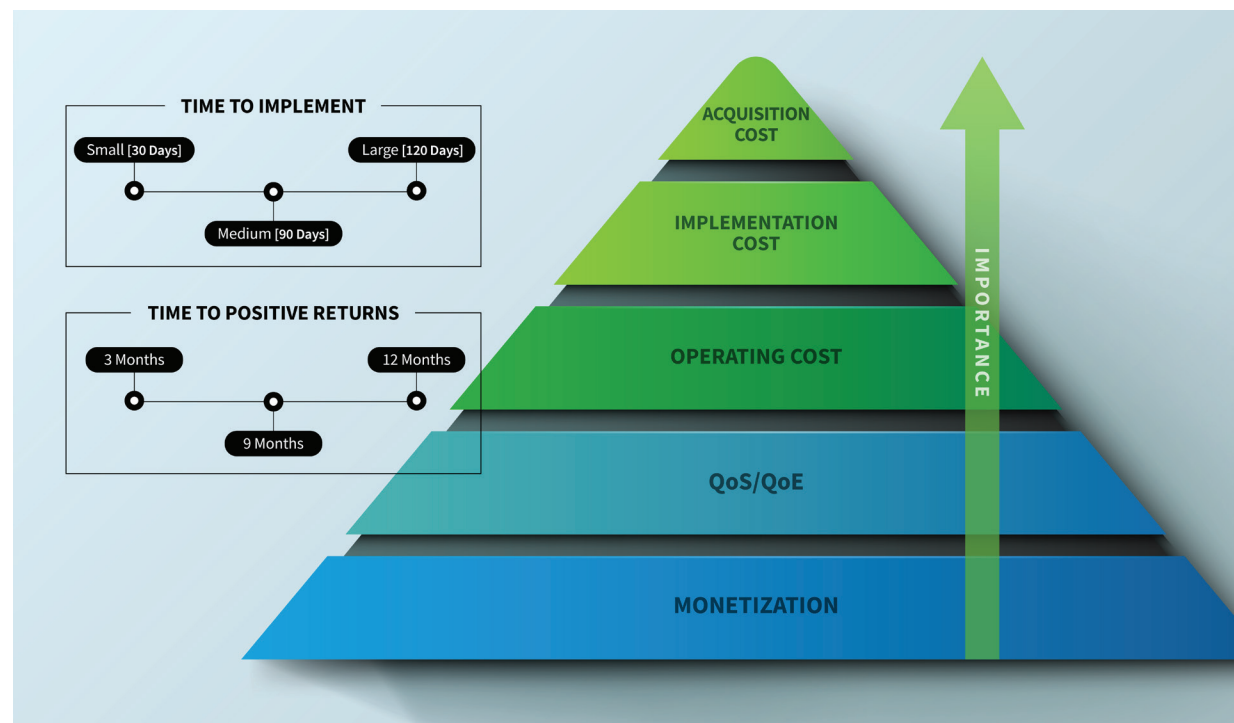 TIME TO IMPLEMENT
Small [30 Days]
Large [120 Days]
Medium [90 Days]
TIME TO POSITIVE RETURNS
3 Months
12 Months
9 Months
ACQUISITION
COST
IMPLEMENTATION
COST
OPERATING COST
QoS/QoE
MONETIZATION
IMPORTANCE